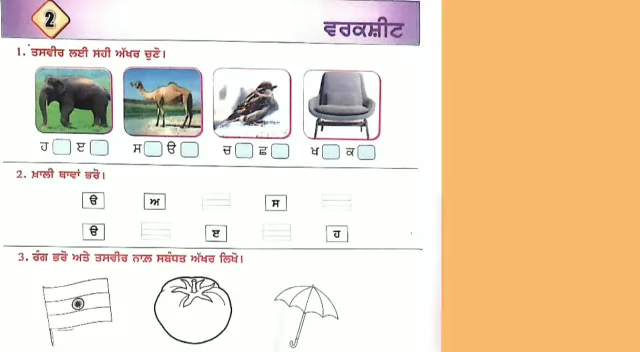 2
ਵਰਕਸ਼ੀਟ
1. ਤਸਵੀਰ ਲਈ ਸਹੀ ਅੱਖਰ ਚੁਣੋ।
ਹ ੲ ਸ ੳ ਚ ਛ ਖ ਕ
2. ਖ਼ਾਲੀ ਥਾਵਾਂ ਭਰੋ।
ੳ ਅ ਸ
ੳ ੲ ਹ
3. ਰੰਗ ਭਰੋ ਅਤੇ ਤਸਵੀਰ ਨਾਲ਼ ਸਬੰਧਤ ਅੱਖਰ ਲਿਖੋ।